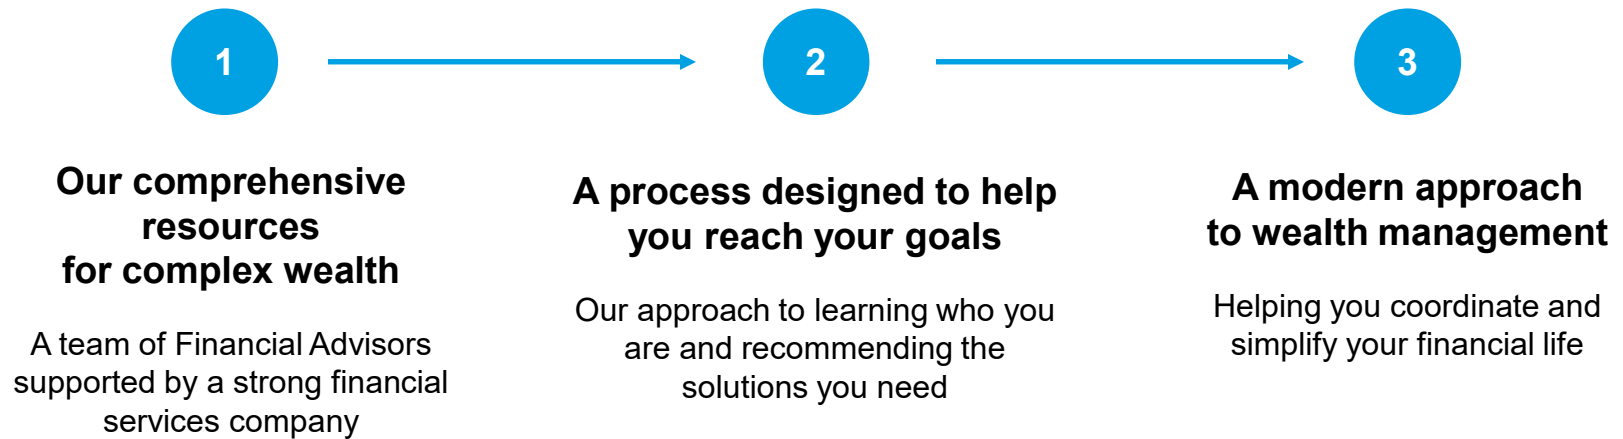 1
Our comprehensive
resources
for complex wealth
A team of Financial Advisors
supported by a strong financial
services company
2
A process designed to help
you reach your goals
Our approach to learning who you
are and recommending the
solutions you need
3
A modern approach
to wealth management
Helping you coordinate and
simplify your financial life